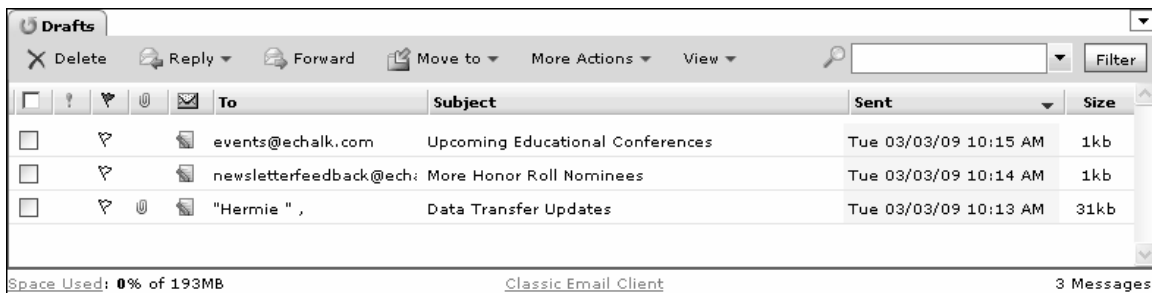 Drafts
Delete Reply Forward Move to More Actions View Filter
! To Subject Sent Size
events@echalk.com Upcoming Educational Conferences Tue 03/03/09 10:15 AM 1kb
newsletterfeedback@echa More Honor Roll Nominees Tue 03/03/09 10:14 AM 1kb
"Hermie " , Data Transfer Updates Tue 03/03/09 10:13 AM 31kb
Space Used: 0% of 193MB Classic Email Client 3 Messages